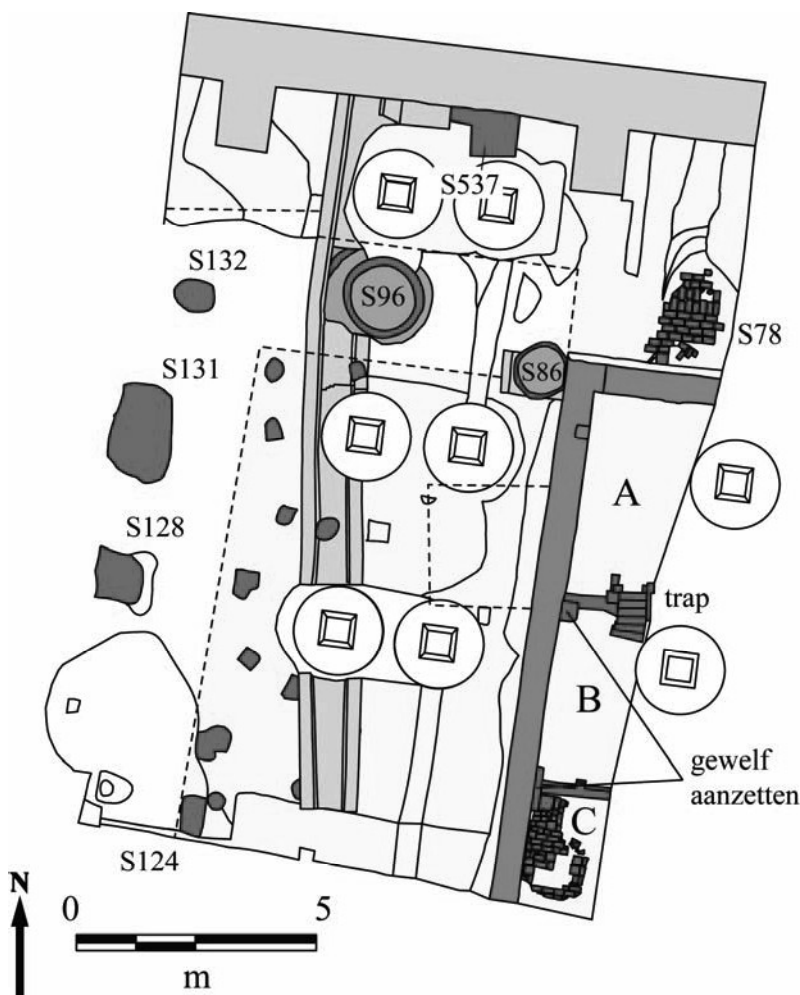 S537
S132
S96
S78
S86
S131
A
S128
trap
B
gewelf
aanzetten
C
S124
N
0 5
m